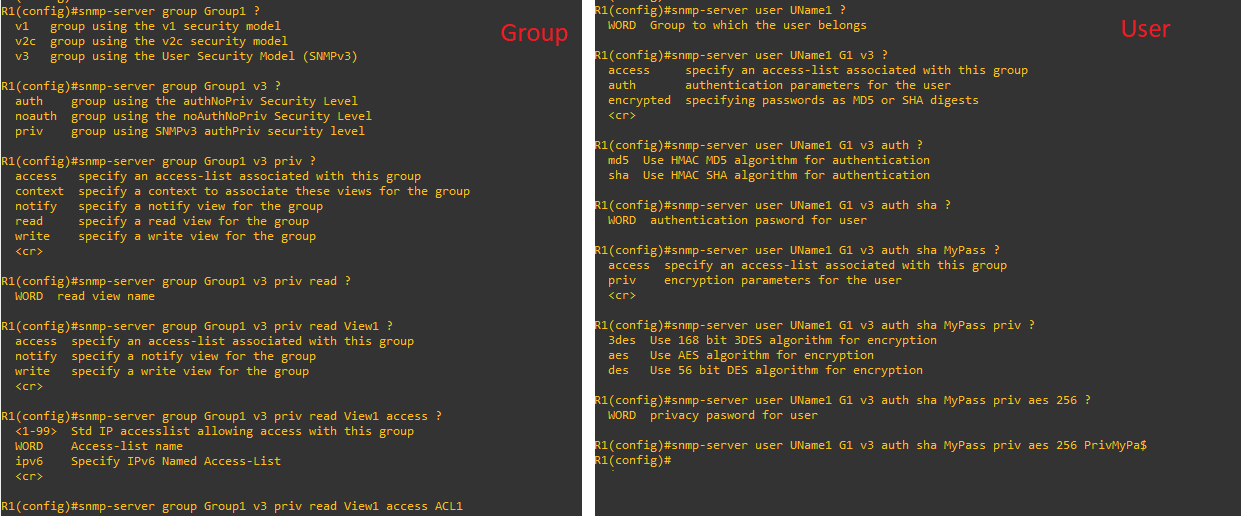 R1(config)#snmp-server group Group1 ?
v1 group using the v1 security model
v2c group using the v2c security model
v3 group using the User Security Model (SNMPv3)
R1(config)#snmp-server group Group1 v3 ?
auth group using the authNoPriv Security Level
noauth group using the noAuthNoPriv Security Level
priv group using SNMPv3 authPriv security level
R1(config)#snmp-server group Group1 v3 priv ?
access specify an access-list associated with this group
context specify a context to associate these views for the group
notify specify a notify view for the group
read specify a read view for the group
write specify a write view for the group
<cr>
R1(config)#snmp-server group Group1 v3 priv read ?
WORD read view name
R1(config)#snmp-server group Group1 v3 priv read View1 ?
access specify an access-list associated with this group
notify specify a notify view for the group
write specify a write view for the group
<cr>
R1(config)#snmp-server group Group1 v3 priv read View1 access ?
<1-99> Std IP accesslist allowing access with this group
WORD Access-list name
ipv6 Specify IPv6 Named Access-List
<cr>
R1(config)#snmp-server group Group1 v3 priv read View1 access ACL1
Group
R1(config)#snmp-server user UName1 ?
WORD Group to which the user belongs
R1(config)#snmp-server user UName1 G1 v3 ?
access specify an access-list associated with this group
auth authentication parameters for the user
encrypted specifying passwords as MD5 or SHA digests
<cr>
R1(config)#snmp-server user UName1 G1 v3 auth ?
md5 Use HMAC MD5 algorithm for authentication
sha Use HMAC SHA algorithm for authentication
R1(config)#snmp-server user UName1 G1 v3 auth sha ?
WORD authentication pasword for user
R1(config)#snmp-server user UName1 G1 v3 auth sha MyPass ?
access specify an access-list associated with this group
priv encryption parameters for the user
<cr>
R1(config)#snmp-server user UName1 G1 v3 auth sha MyPass priv ?
3des Use 168 bit 3DES algorithm for encryption
aes Use AES algorithm for encryption
des Use 56 bit DES algorithm for encryption
R1(config)#snmp-server user UName1 G1 v3 auth sha MyPass priv aes 256 ?
WORD privacy pasword for user
R1(config)#snmp-server user UName1 G1 v3 auth sha MyPass priv aes 256 PrivMyPa$
R1(config)#
User